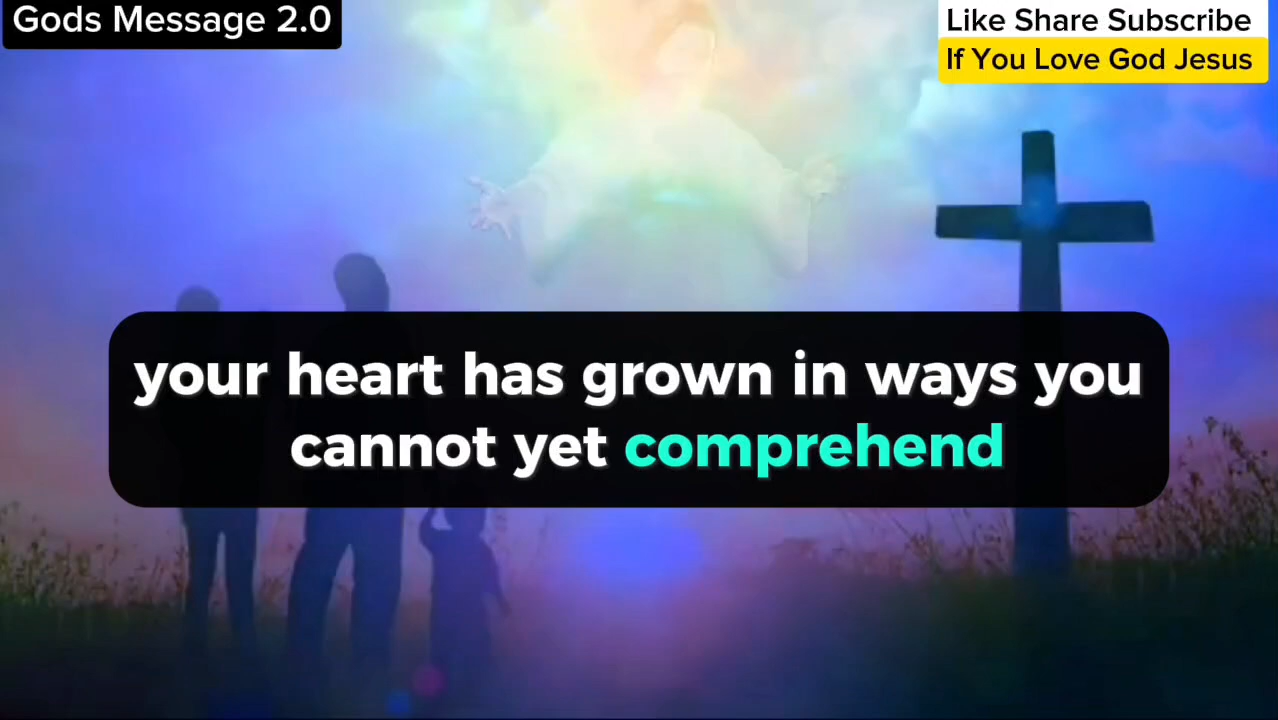 Gods Message 2.0
Like Share Subscribe
If You Love God Jesus
your heart has grown in ways you
cannot yet comprehend